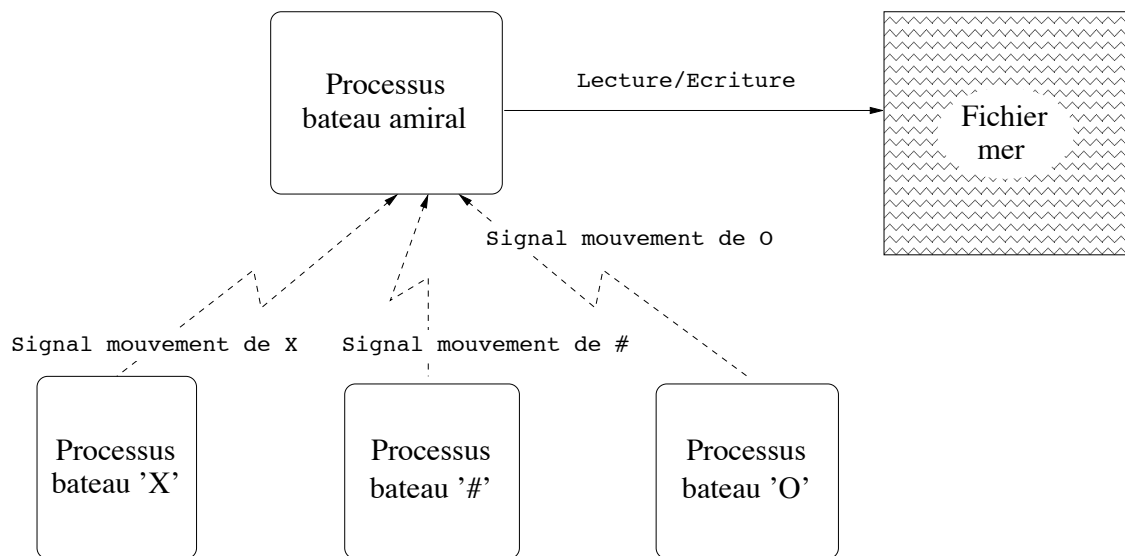 Processus
bateau amiral
Lecture/Ecriture
Fichier
mer
Signal mouvement de O
Signal mouvement de X
Signal mouvement de #
Processus
bateau ’X’
Processus
bateau ’#’
Processus
bateau ’O’